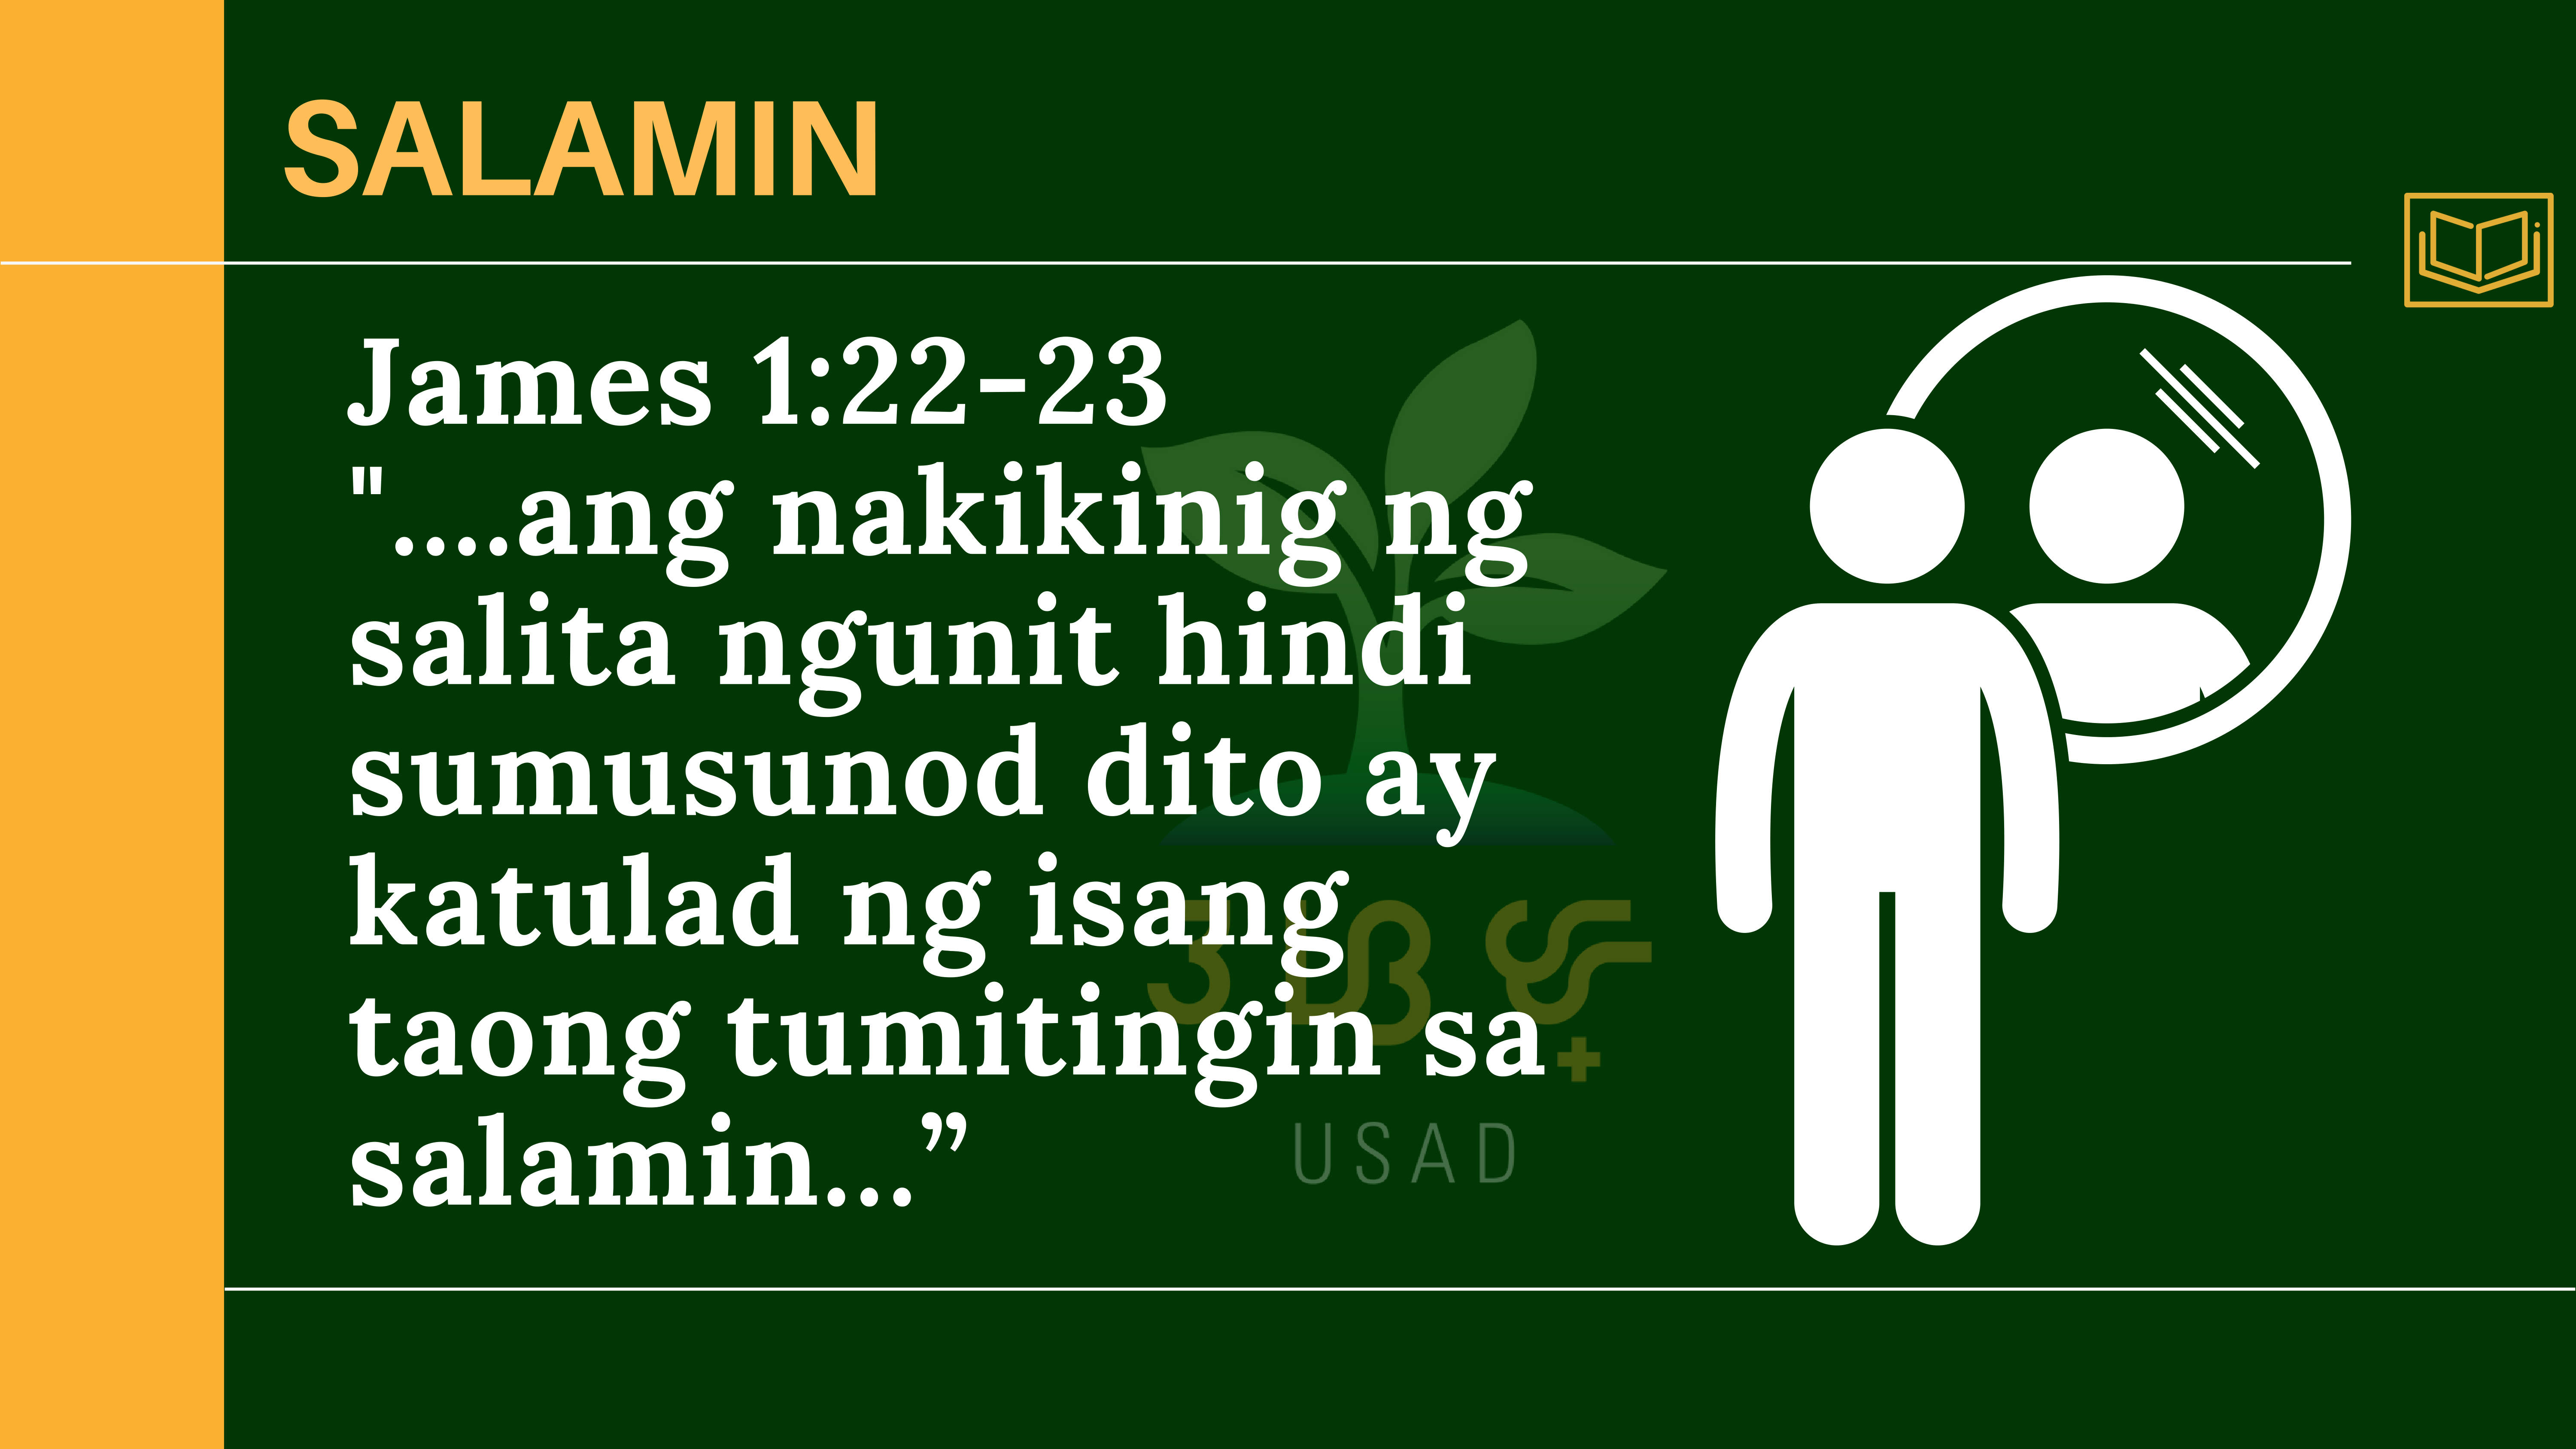 SALAMIN
James 1:22-23
"....ang nakikinig ng
salita ngunit hindi
sumusunod dito ay
katulad ng isang
taong tumitingin sa
salamin...”
USAD